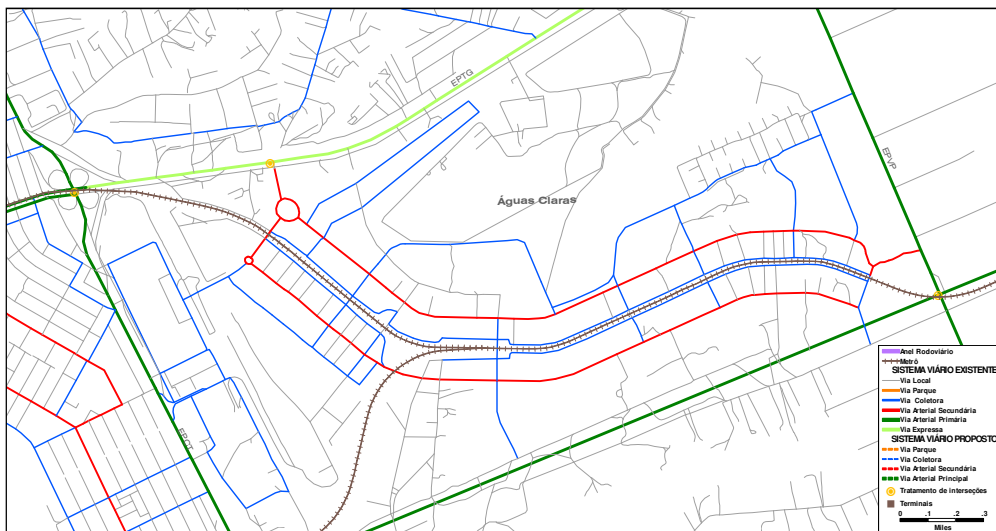 EPTG
EPVP
Águas Claras
EPCT
Anel Rodoviário
Metrô
SISTEMA VIÁRIO EXISTENTE
Via Local
Via Parque
Via Coletora
Via Arterial Secundária
Via Arterial Primária
Via Expressa
SISTEMA VIÁRIO PROPOSTO
Via Parque
Via Coletora
Via Arterial Secundária
Via Arterial Principal
Tratamento de interseções
Terminais
0 .1 .2 .3
Miles